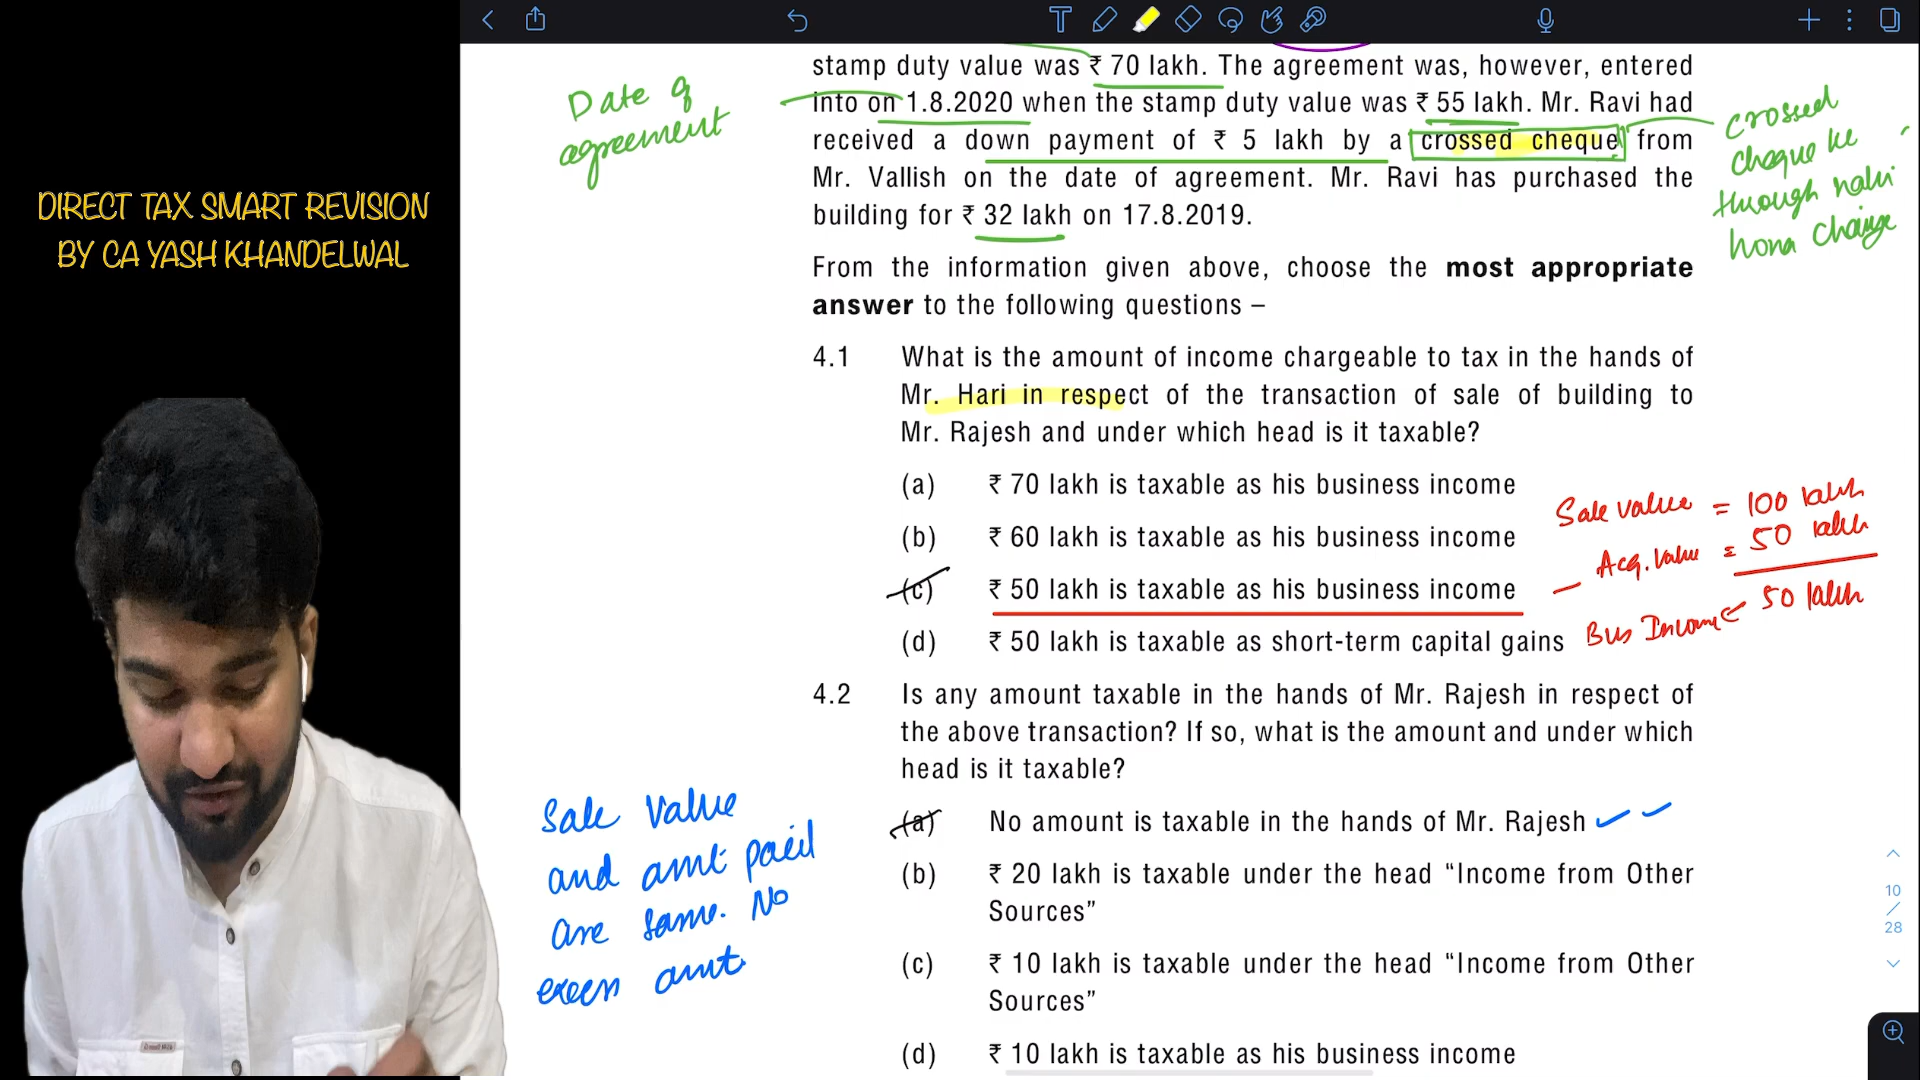 DIRECT TAX SMART REVISION
BY CA YASH KHANDELWAL
Date of
agreement
stamp duty value was ₹ 70 lakh. The agreement was, however, entered
into on 1.8.2020 when the stamp duty value was ₹ 55 lakh. Mr. Ravi had
received a down payment of ₹ 5 lakh by a crossed cheque from
Mr. Vallish on the date of agreement. Mr. Ravi has purchased the
building for ₹ 32 lakh on 17.8.2019.
crossed
cheque ke
through nahi
hona chaiye
From the information given above, choose the most appropriate
answer to the following questions –
4.1 What is the amount of income chargeable to tax in the hands of
Mr. Hari in respect of the transaction of sale of building to
Mr. Rajesh and under which head is it taxable?
(a) ₹ 70 lakh is taxable as his business income
(b) ₹ 60 lakh is taxable as his business income
(c) ₹ 50 lakh is taxable as his business income
(d) ₹ 50 lakh is taxable as short-term capital gains
Sale value = 100 lakh
- Acq. Value = 50 lakh
Bus Income 50 lakh
4.2 Is any amount taxable in the hands of Mr. Rajesh in respect of
the above transaction? If so, what is the amount and under which
head is it taxable?
(a) No amount is taxable in the hands of Mr. Rajesh
(b) ₹ 20 lakh is taxable under the head “Income from Other
Sources”
(c) ₹ 10 lakh is taxable under the head “Income from Other
Sources”
(d) ₹ 10 lakh is taxable as his business income
Sale Value
and amt paid
are same. No
amt.
10
/
28